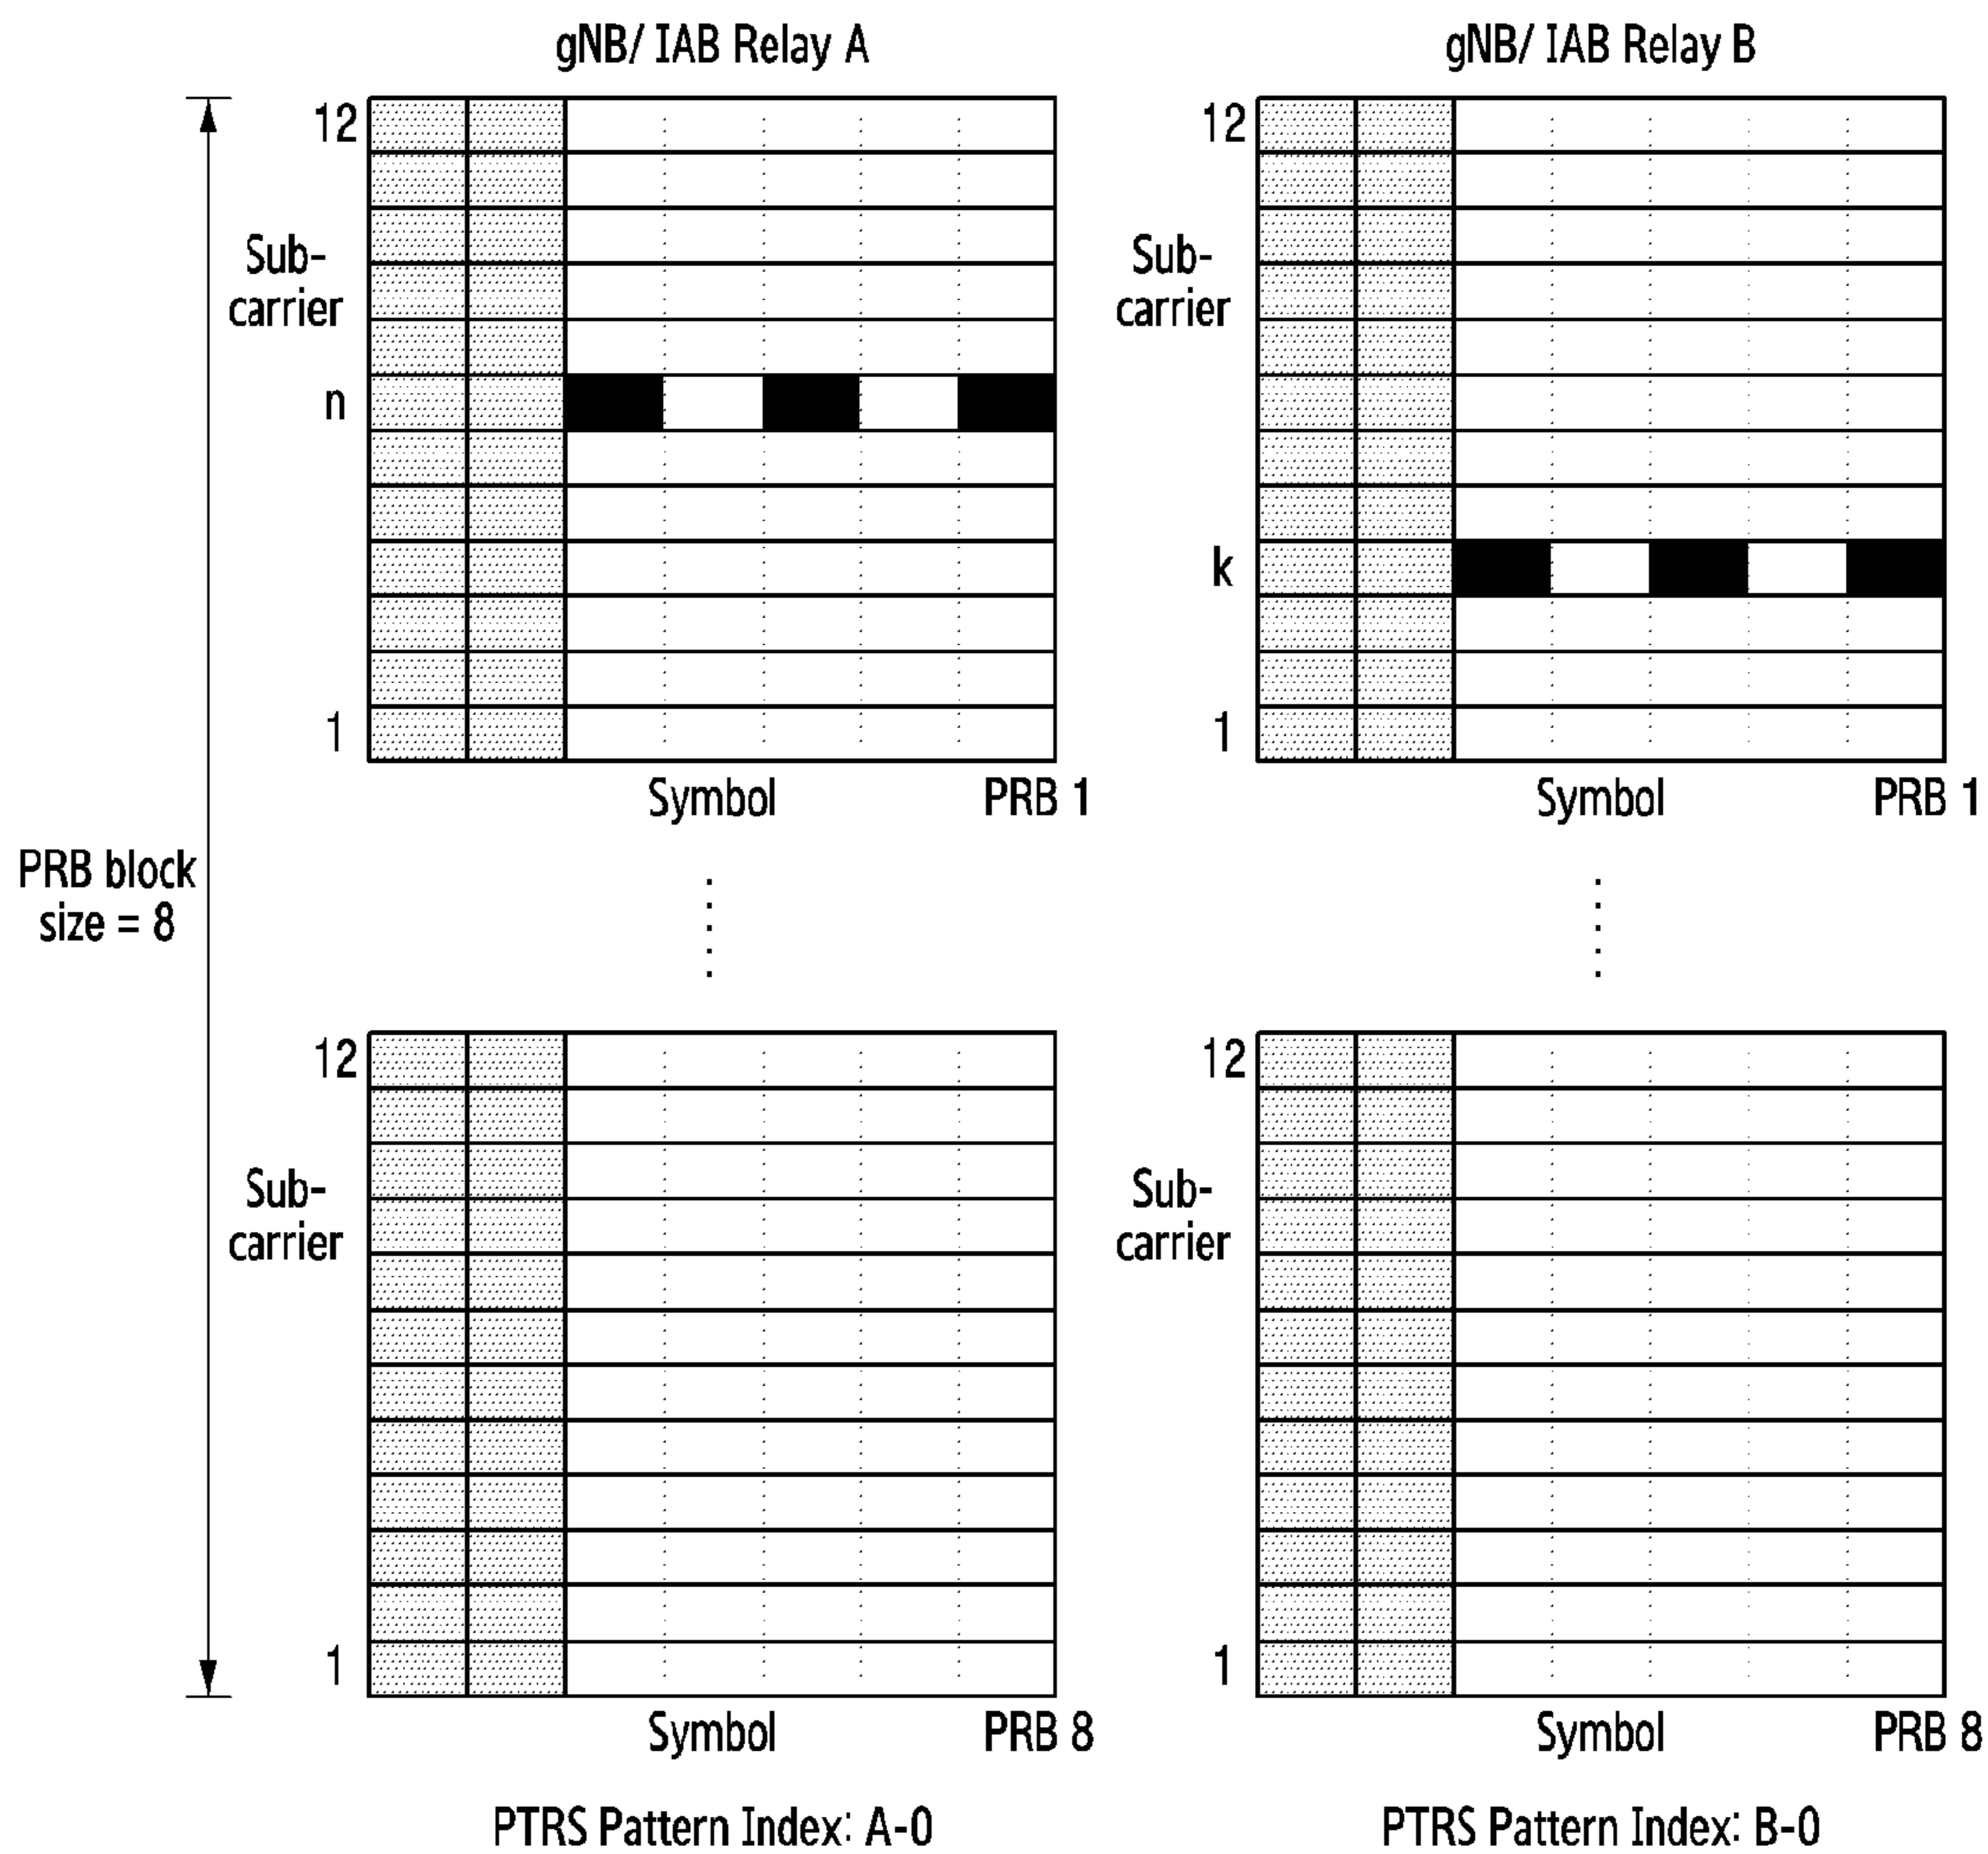 gNB/ IAB Relay A
gNB/ IAB Relay B
12
12
Sub-
carrier
Sub-
carrier
n
k
1
1
Symbol
PRB 1
Symbol
PRB 1
PRB block
size = 8
12
12
Sub-
carrier
Sub-
carrier
1
1
Symbol
PRB 8
Symbol
PRB 8
PTRS Pattern Index: A-0
PTRS Pattern Index: B-0